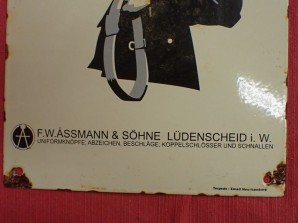 F.W. ASSMANN & SÖHNE LÜDENSCHEID i. W.
UNIFORMKNÖPFE, ABZEICHEN, BESCHLÄGE, KOPPELSCHLÖSSER UND SCHNALLEN